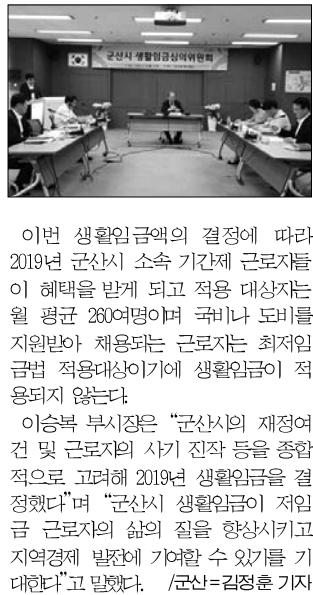 군산시 생활임금심의위원회
이번 생활임금액의 결정에 따라
2019년 군산시 소속 기간제 근로자들
이 혜택을 받게 되고 적용 대상자는
월 평균 260여명이며 국비나 도비를
지원받아 채용되는 근로자는 최저임
금법 적용대상이기에 생활임금이 적
용되지 않는다.
이승복 부시장은 “군산시의 재정여
건 및 근로자의 사기 진작 등을 종합
적으로 고려해 2019년 생활임금을 결
정했다”며 “군산시 생활임금이 저임
금 근로자의 삶의 질을 향상시키고
지역경제 발전에 기여할 수 있기를 기
대한다”고 말했다. /군산=김정훈 기자